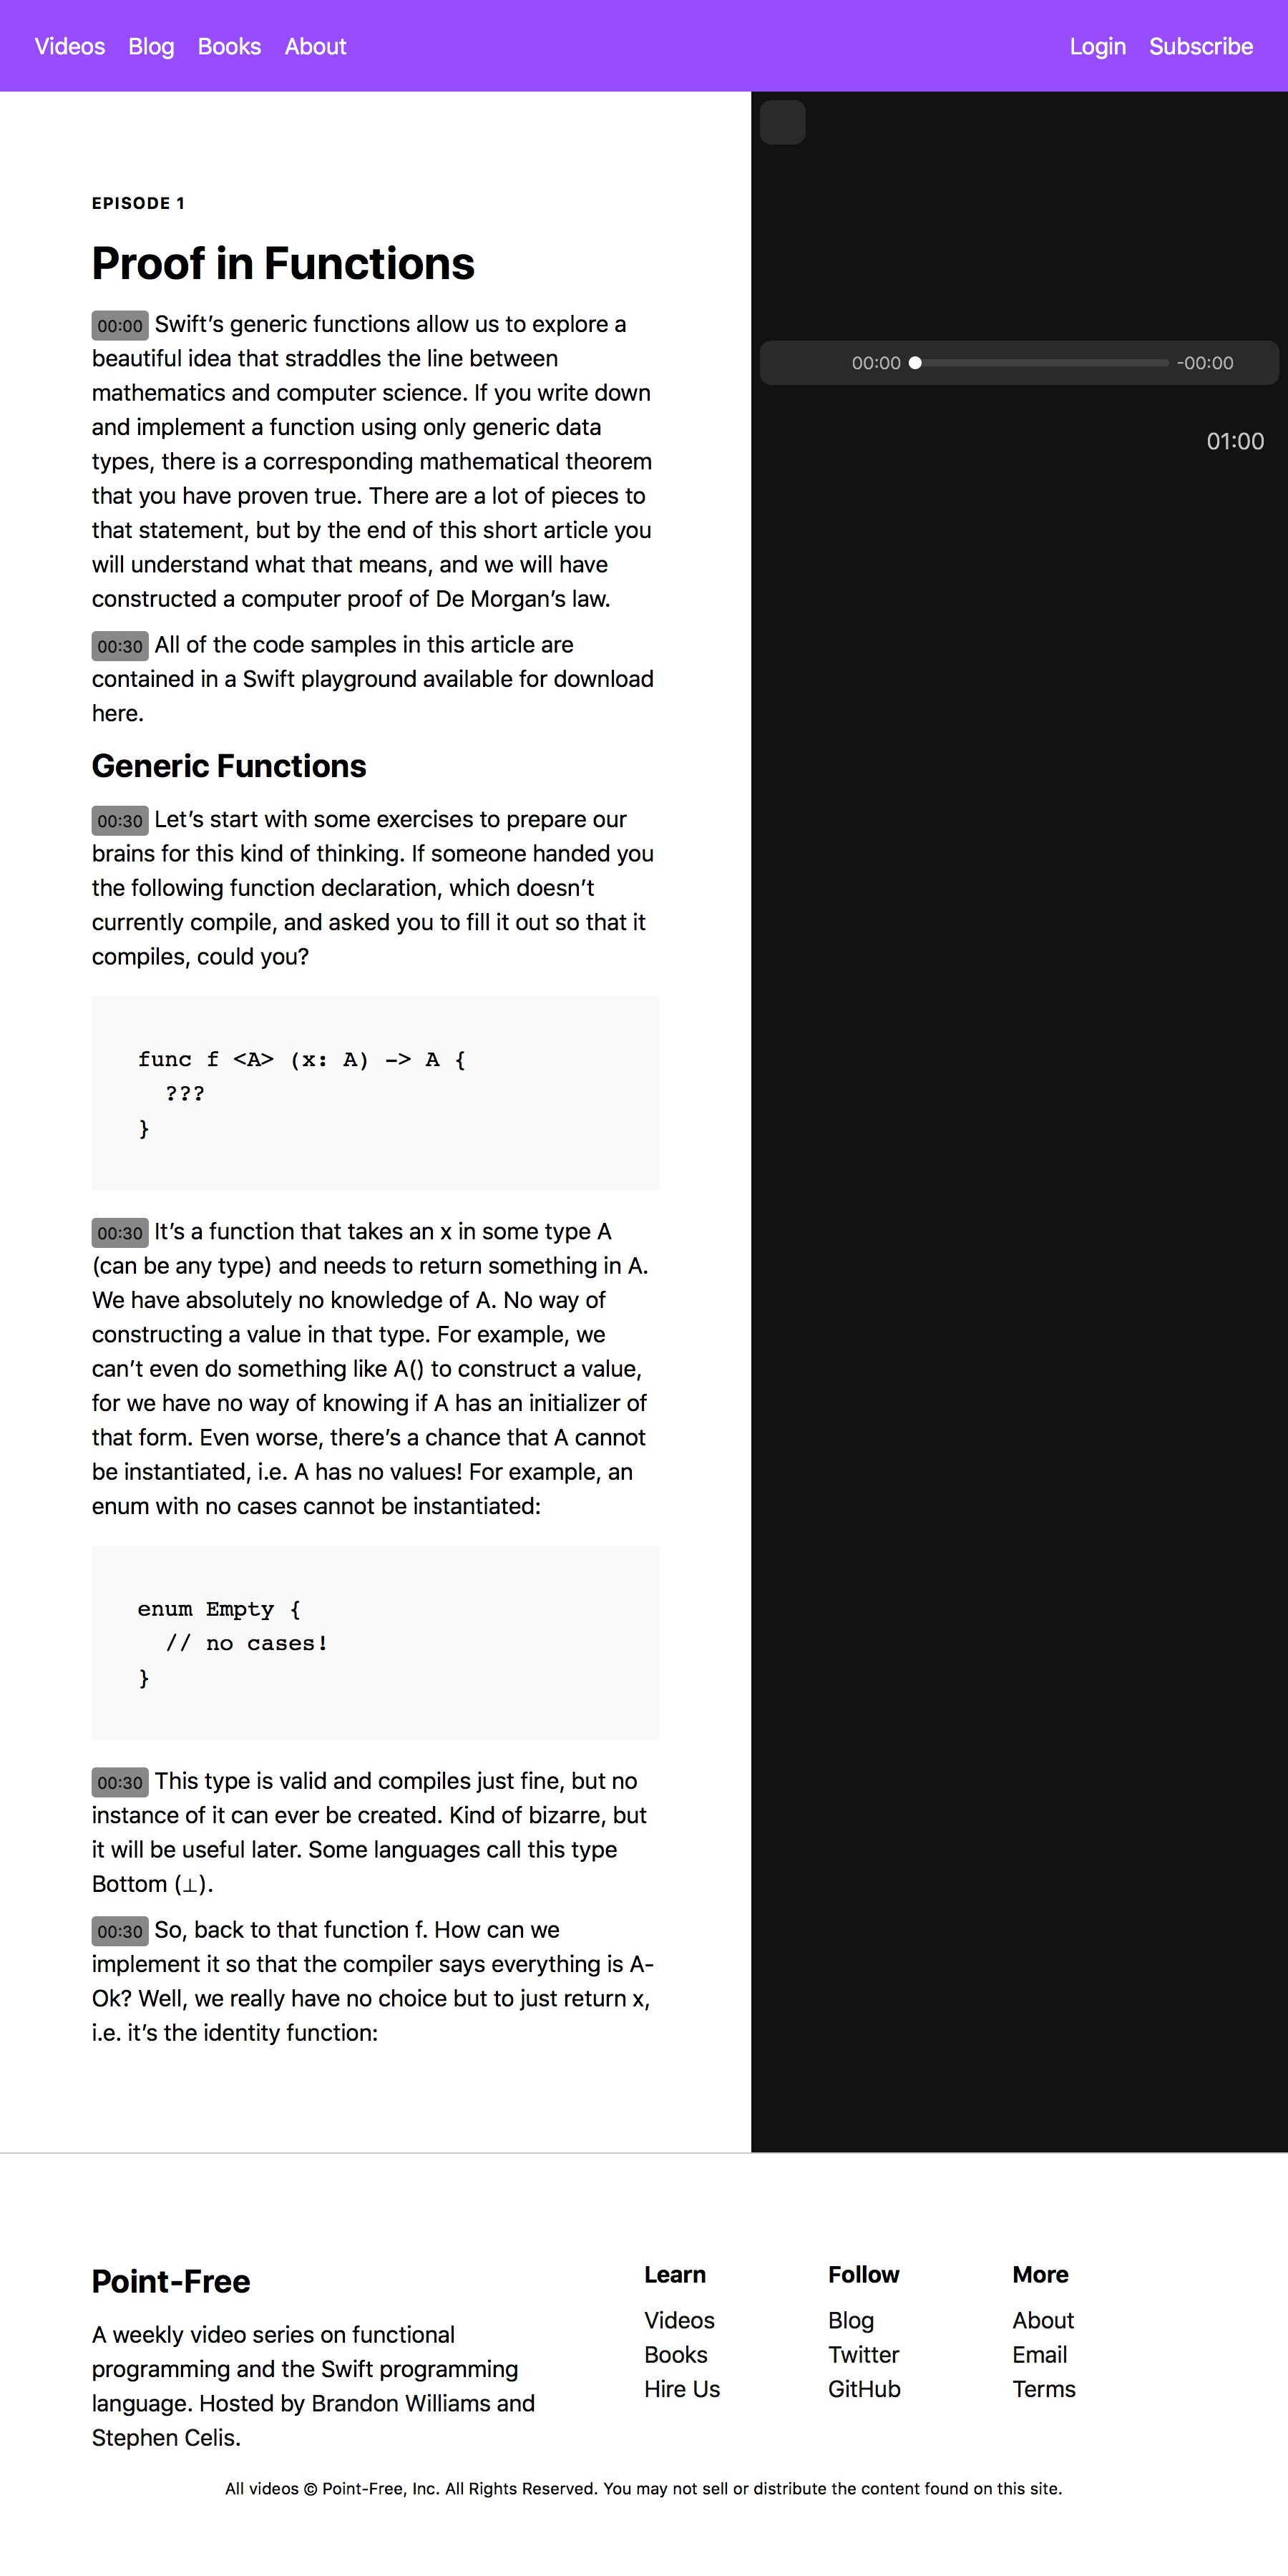 Videos Blog Books About Login Subscribe
EPISODE 1
Proof in Functions
00:00 Swift’s generic functions allow us to explore a
beautiful idea that straddles the line between
mathematics and computer science. If you write down
and implement a function using only generic data
types, there is a corresponding mathematical theorem
that you have proven true. There are a lot of pieces to
that statement, but by the end of this short article you
will understand what that means, and we will have
constructed a computer proof of De Morgan’s law.
00:30 All of the code samples in this article are
contained in a Swift playground available for download
here.
Generic Functions
00:30 Let’s start with some exercises to prepare our
brains for this kind of thinking. If someone handed you
the following function declaration, which doesn’t
currently compile, and asked you to fill it out so that it
compiles, could you?
func f <A> (x: A) -> A {
  ???
}
00:30 It’s a function that takes an x in some type A
(can be any type) and needs to return something in A.
We have absolutely no knowledge of A. No way of
constructing a value in that type. For example, we
can’t even do something like A() to construct a value,
for we have no way of knowing if A has an initializer of
that form. Even worse, there’s a chance that A cannot
be instantiated, i.e. A has no values! For example, an
enum with no cases cannot be instantiated:
enum Empty {
  // no cases!
}
00:30 This type is valid and compiles just fine, but no
instance of it can ever be created. Kind of bizarre, but
it will be useful later. Some languages call this type
Bottom (⊥).
00:30 So, back to that function f. How can we
implement it so that the compiler says everything is A-
Ok? Well, we really have no choice but to just return x,
i.e. it’s the identity function:
00:00 -00:00
01:00
Point-Free
A weekly video series on functional
programming and the Swift programming
language. Hosted by Brandon Williams and
Stephen Celis.
Learn
Videos
Books
Hire Us
Follow
Blog
Twitter
GitHub
More
About
Email
Terms
All videos © Point-Free, Inc. All Rights Reserved. You may not sell or distribute the content found on this site.